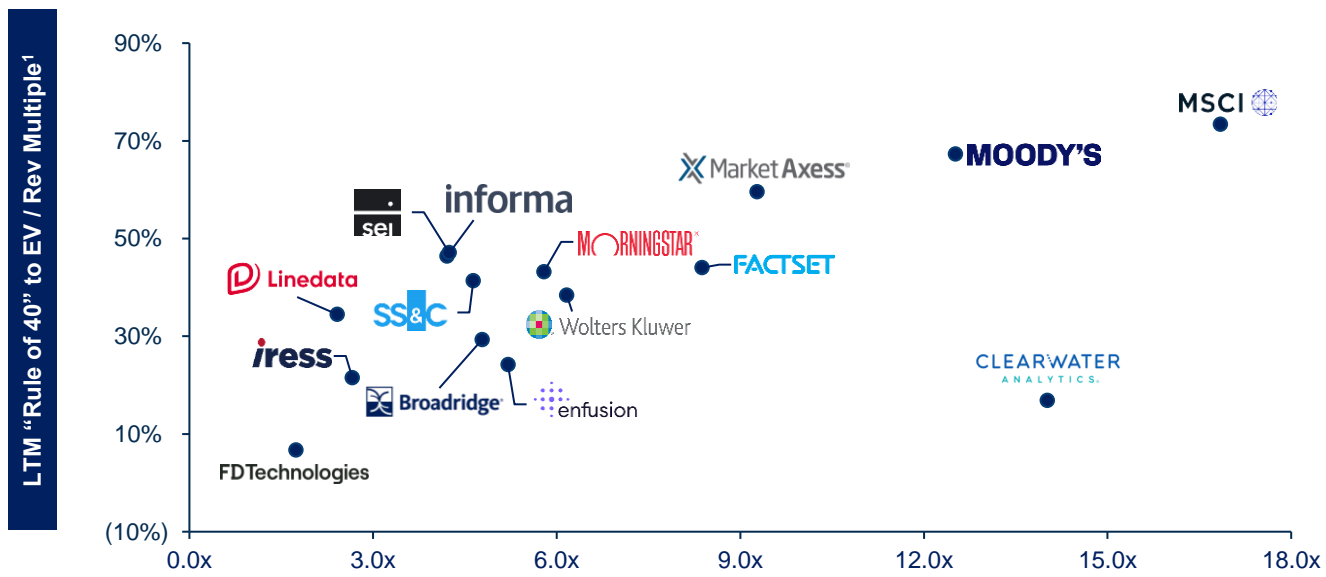 LTM “Rule of 40” to EV / Rev Multiple¹
90%
70%
50%
30%
10%
(10%)
0.0x
3.0x
6.0x
9.0x
12.0x
15.0x
18.0x
MSCI
MOODY'S
MarketAxess®
sei
informa
MORNINGSTAR
FACTSET
Linedata
SS&C
Wolters Kluwer
iress
Broadridge®
enfusion
CLEARWATER
ANALYTICS.
FDTechnologies